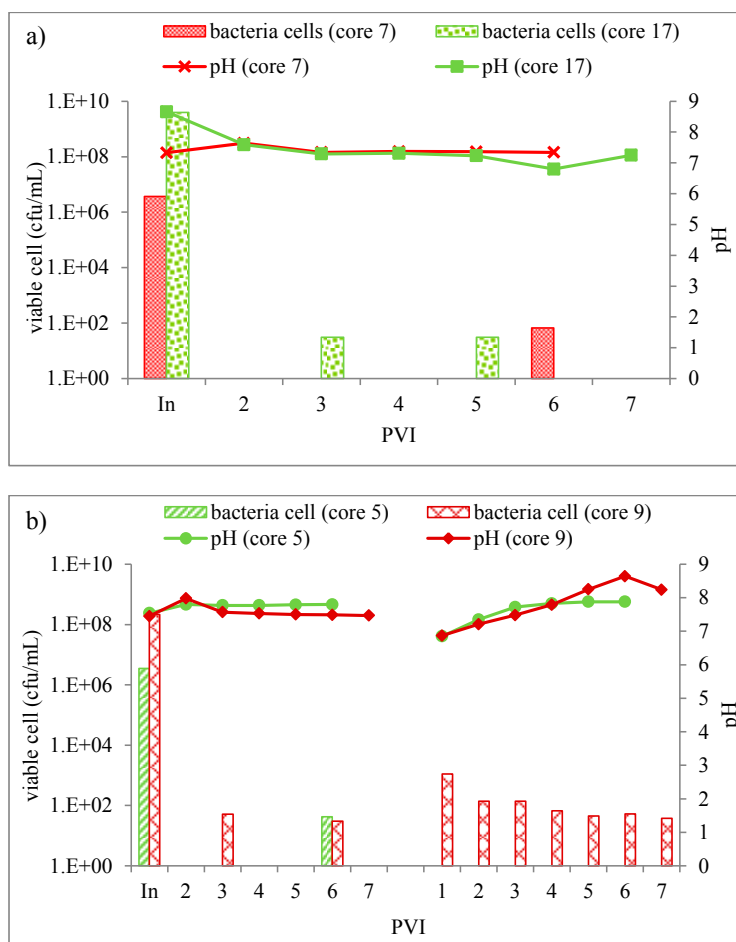 a)
bacteria cells (core 7) bacteria cells (core 17)
pH (core 7) pH (core 17)
1.E+10
1.E+08
1.E+06
1.E+04
1.E+02
1.E+00
viable cell (cfu/mL)
9
8
7
6
5
4
3
2
1
0
pH
In 2 3 4 5 6 7
PVI
b)
bacteria cell (core 5) bacteria cell (core 9)
pH (core 5) pH (core 9)
1.E+10
1.E+08
1.E+06
1.E+04
1.E+02
1.E+00
viable cell (cfu/mL)
9
8
7
6
5
4
3
2
1
0
pH
In 2 3 4 5 6 7 1 2 3 4 5 6 7
PVI